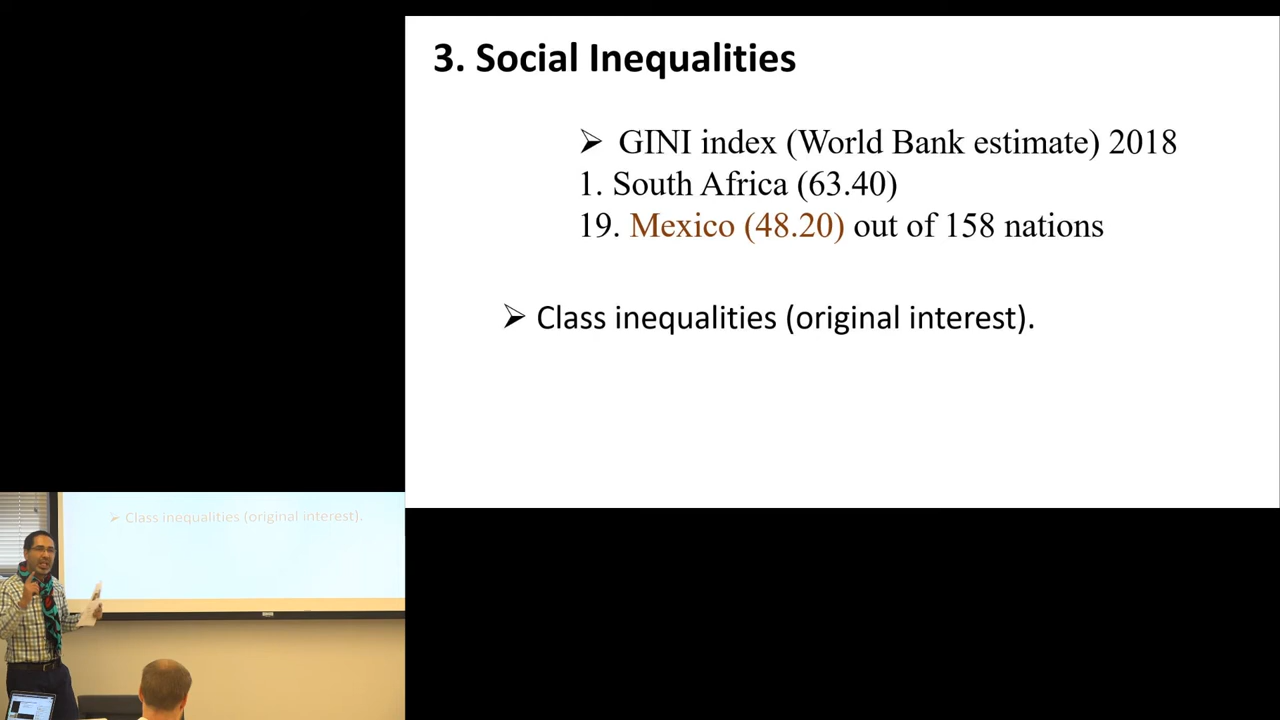 3. Social Inequalities
➢ GINI index (World Bank estimate) 2018
1. South Africa (63.40)
19. Mexico (48.20) out of 158 nations
➢ Class inequalities (original interest).
➢ Class inequalities (original interest).